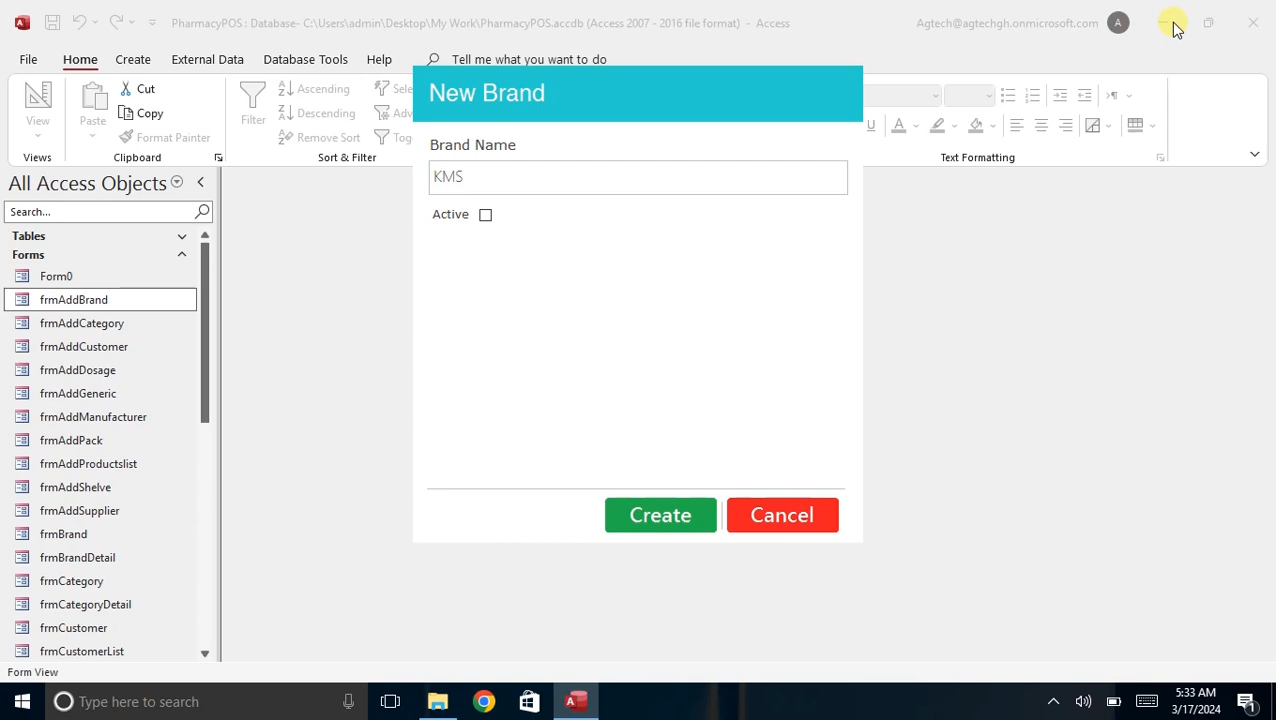 PharmacyPOS : Database- C:\Users\admin\Desktop\My Work\PharmacyPOS.accdb (Access 2007 - 2016 file format) - Access
Agtech@agtechgh.onmicrosoft.com
A
File
Home
Create
External Data
Database Tools
Help
Tell me what you want to do
View
Paste
Cut
Copy
Format Painter
Filter
Ascending
Descending
Remove Sort
Views
Clipboard
Sort & Filter
Text Formatting
All Access Objects
Search...
Tables
Forms
Form0
frmAddBrand
frmAddCategory
frmAddCustomer
frmAddDosage
frmAddGeneric
frmAddManufacturer
frmAddPack
frmAddProductslist
frmAddShelve
frmAddSupplier
frmBrand
frmBrandDetail
frmCategory
frmCategoryDetail
frmCustomer
frmCustomerList
New Brand
Brand Name
KMS
Active
Create
Cancel
Form View
Type here to search
5:33 AM
3/17/2024
1